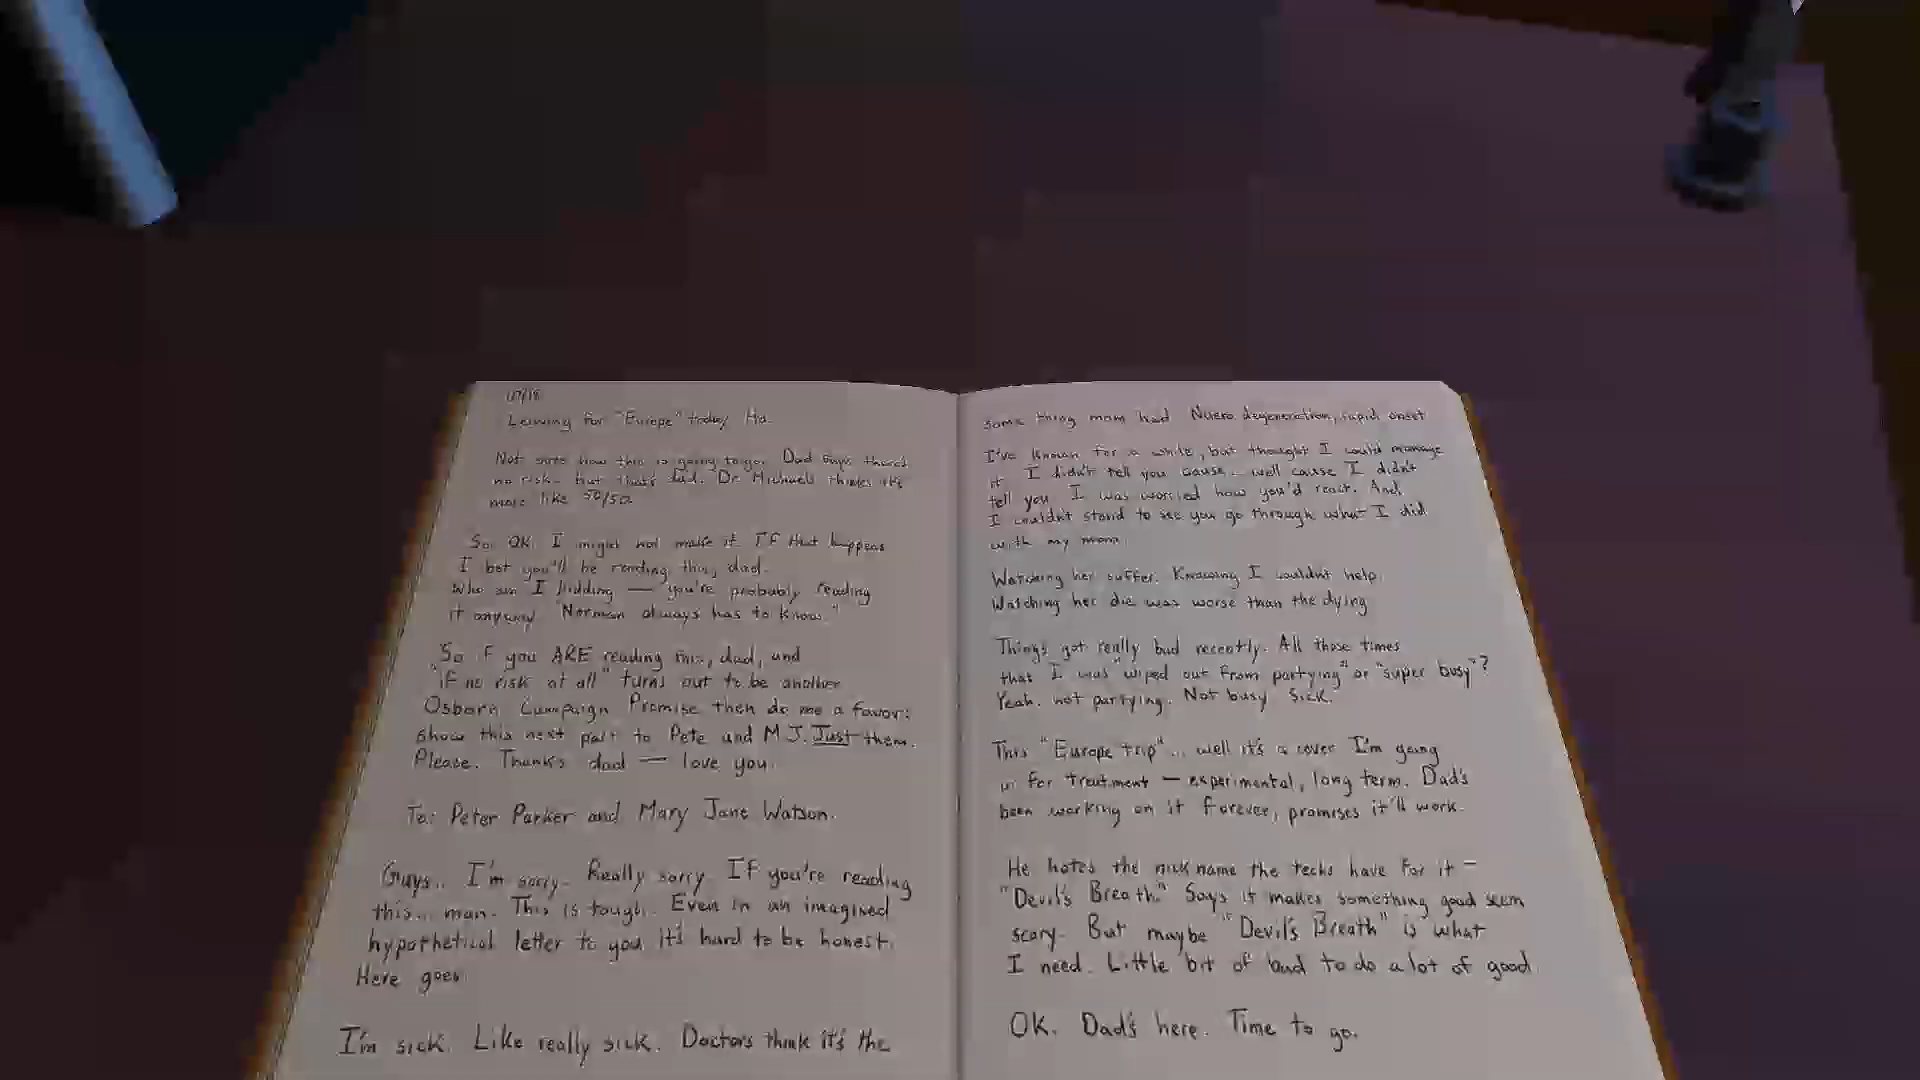 Leaving for "Europe" today. Ha.
Not sure how this is going to go. Dad says there's
no risk- but that's dad. Dr. Michaels thinks it's
more like 50/50.
So. OK. I might not make it. IF that happens
I bet you'll be reading this, dad.
Who am I kidding — you're probably reading
it anyway. "Norman always has to know."
So if you ARE reading this, dad, and
"if no risk at all" turns out to be another
Osborn Campaign Promise then do me a favor:
show this next part to Pete and MJ. Just them.
Please. Thanks dad — love you.
To: Peter Parker and Mary Jane Watson.
Guys.. I'm sorry. Really sorry. If you're reading
this... man. This is tough. Even in an imagined
hypothetical letter to you it's hard to be honest.
Here goes
I'm sick. Like really sick. Doctors think it's the
same thing mom had. Nuero degeneration, rapid onset
I've known for a while, but thought I could manage
it. I didn't tell you cause... well cause I didn't
tell you. I was worried how you'd react. And
I couldn't stand to see you go through what I did
with my mom.
Watching her suffer. Knowing I couldn't help.
Watching her die was worse than the dying
Things got really bad recently. All those times
that I was "wiped out from partying" or "super busy"?
Yeah. not partying. Not busy. Sick.
This "Europe trip"... well it's a cover. I'm going
in for treatment — experimental, long term. Dad's
been working on it forever, promises it'll work.
He hates the nickname the techs have for it –
"Devil's Breath." Says it makes something good seem
scary. But maybe "Devil's Breath" is what
I need. Little bit of bad to do a lot of good.
OK. Dad's here. Time to go.